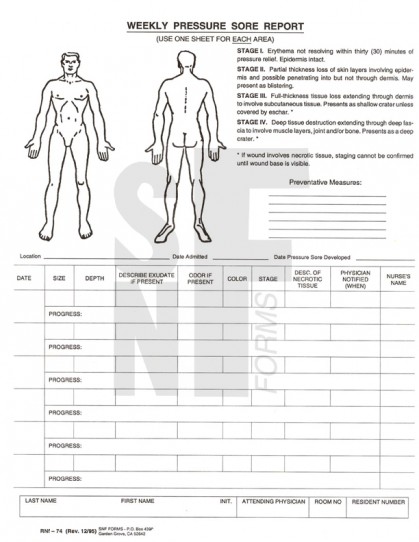 WEEKLY PRESSURE SORE REPORT
(USE ONE SHEET FOR EACH AREA)
STAGE I. Erythema not resolving within thirty (30) minutes of
pressure relief. Epidermis intact.
STAGE II. Partial thickness loss of skin layers involving epider-
mis and possible penetrating into but not through dermis. May
present as blistering.
STAGE III. Full-thickness tissue loss extending through dermis
to involve subcutaneous tissue. Presents as shallow crater unless
covered by eschar. *
STAGE IV. Deep tissue destruction extending through deep fas-
cia to involve muscle layers, joint and/or bone. Presents as a deep
crater. *
* If wound involves necrotic tissue, staging cannot be confirmed
until wound base is visible.
Preventative Measures:
Location Date Admitted Date Pressure Sore Developed
DATE SIZE DEPTH DESCRIBE EXUDATE IF PRESENT ODOR IF PRESENT COLOR STAGE DESC. OF NECROTIC TISSUE PHYSICIAN NOTIFIED (WHEN) NURSE'S NAME
PROGRESS:
PROGRESS:
PROGRESS:
PROGRESS:
PROGRESS:
PROGRESS:
SNF FORMS
LAST NAME FIRST NAME INIT. ATTENDING PHYSICIAN ROOM NO RESIDENT NUMBER
RNf – 74 (Rev. 12/95) SNF FORMS - P.O. Box 459P
Garden Grove, CA 92642